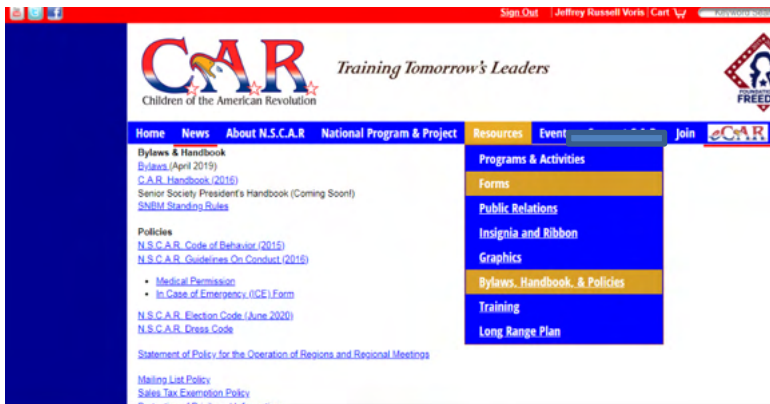 Sign Out | Jeffrey Russell Voris | Cart
C.A.R.
Children of the American Revolution
Training Tomorrow's Leaders
FOUNDATION
FREED
Home News About N.S.C.A.R National Program & Project Resources Event Join eCAR
Bylaws & Handbook
Bylaws (April 2019)
C.A.R. Handbook (2016)
Senior Society President's Handbook (Coming Soon!)
SNBM Standing Rules
Policies
N.S.C.A.R. Code of Behavior (2015)
N.S.C.A.R. Guidelines On Conduct (2016)
• Medical Permission
• In Case of Emergency (ICE) Form
N.S.C.A.R. Election Code (June 2020)
N.S.C.A.R. Dress Code
Statement of Policy for the Operation of Regions and Regional Meetings
Mailing List Policy
Sales Tax Exemption Policy
Programs & Activities
Forms
Public Relations
Insignia and Ribbon
Graphics
Bylaws, Handbook, & Policies
Training
Long Range Plan